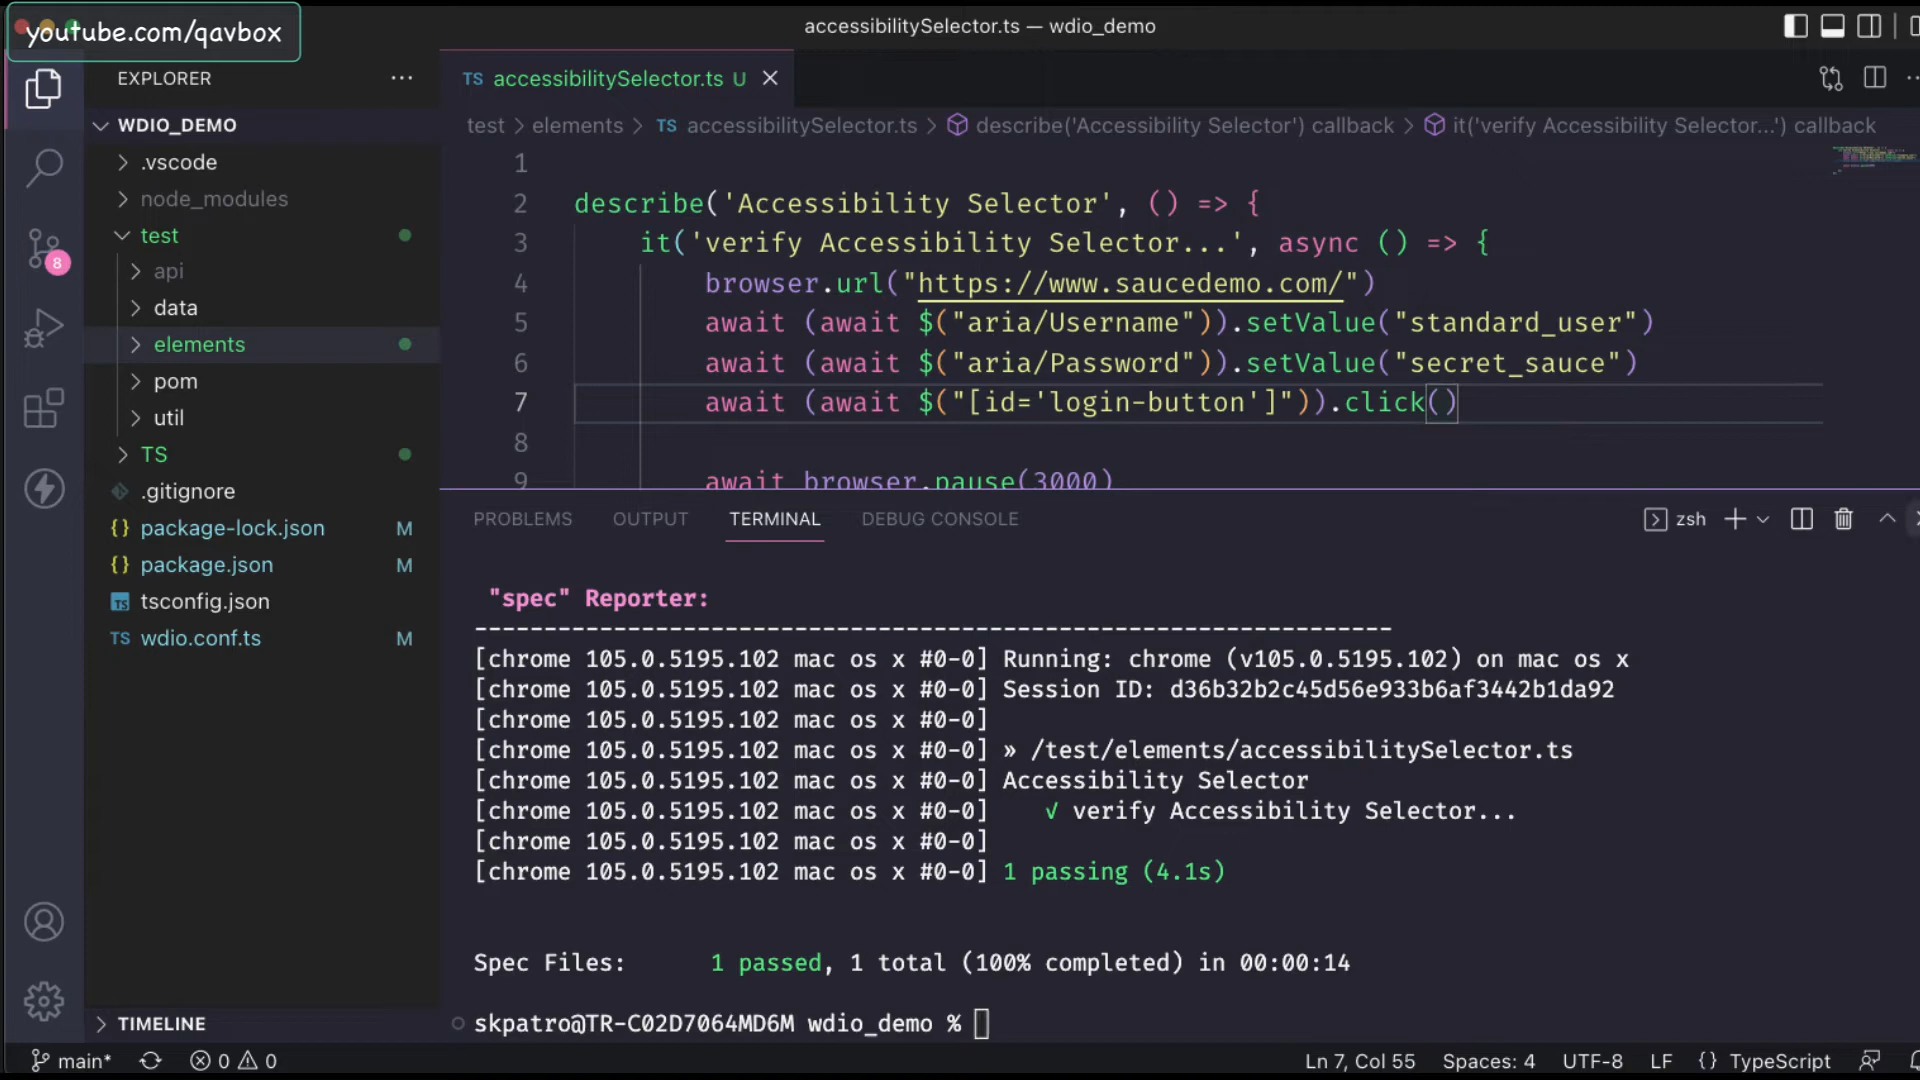 youtube.com/qavbox
accessibilitySelector.ts — wdio_demo
EXPLORER
TS accessibilitySelector.ts U
WDIO_DEMO
test > elements > TS accessibilitySelector.ts > describe('Accessibility Selector') callback > it('verify Accessibility Selector...') callback
.vscode
node_modules
test
api
data
elements
pom
util
TS
.gitignore
{} package-lock.json M
{} package.json M
TS tsconfig.json
TS wdio.conf.ts M
8
TIMELINE
1
2 describe('Accessibility Selector', () => {
3 it('verify Accessibility Selector...', async () => {
4 browser.url("https://www.saucedemo.com/")
5 await (await $("aria/Username")).setValue("standard_user")
6 await (await $("aria/Password")).setValue("secret_sauce")
7 await (await $("[id='login-button']")).click()
8
9 await browser.pause(3000)
PROBLEMS OUTPUT TERMINAL DEBUG CONSOLE
zsh
"spec" Reporter:
------------------------------------------------------------------
[chrome 105.0.5195.102 mac os x #0-0] Running: chrome (v105.0.5195.102) on mac os x
[chrome 105.0.5195.102 mac os x #0-0] Session ID: d36b32b2c45d56e933b6af3442b1da92
[chrome 105.0.5195.102 mac os x #0-0]
[chrome 105.0.5195.102 mac os x #0-0] » /test/elements/accessibilitySelector.ts
[chrome 105.0.5195.102 mac os x #0-0] Accessibility Selector
[chrome 105.0.5195.102 mac os x #0-0] √ verify Accessibility Selector...
[chrome 105.0.5195.102 mac os x #0-0]
[chrome 105.0.5195.102 mac os x #0-0] 1 passing (4.1s)
Spec Files: 1 passed, 1 total (100% completed) in 00:00:14
skpatro@TR-C02D7064MD6M wdio_demo %
main* 0 0 Ln 7, Col 55 Spaces: 4 UTF-8 LF {} TypeScript